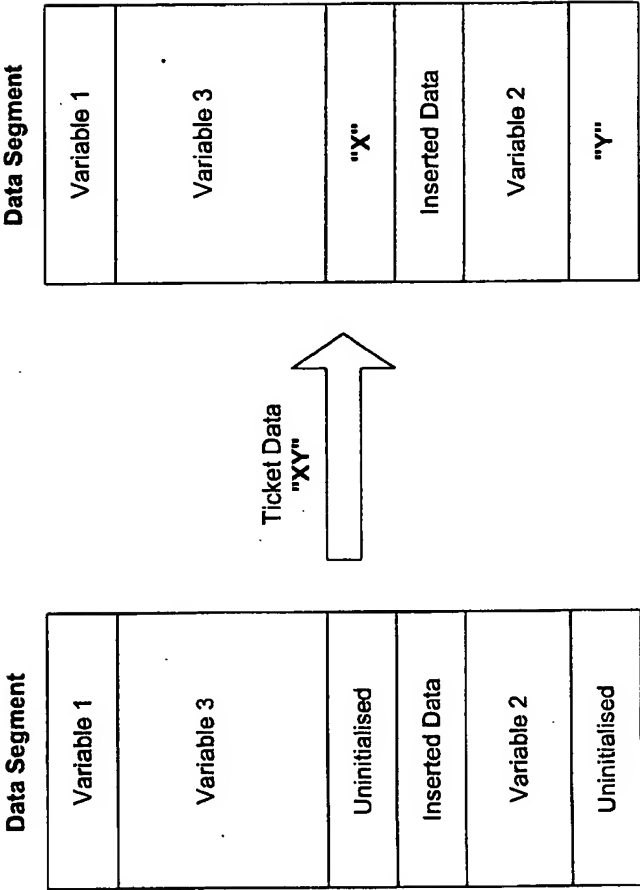 Data Segment
Variable 1
Variable 3
Uninitialised
Inserted Data
Variable 2
Uninitialised
Ticket Data
"XY"
Data Segment
Variable 1
Variable 3
"X"
Inserted Data
Variable 2
"Y"